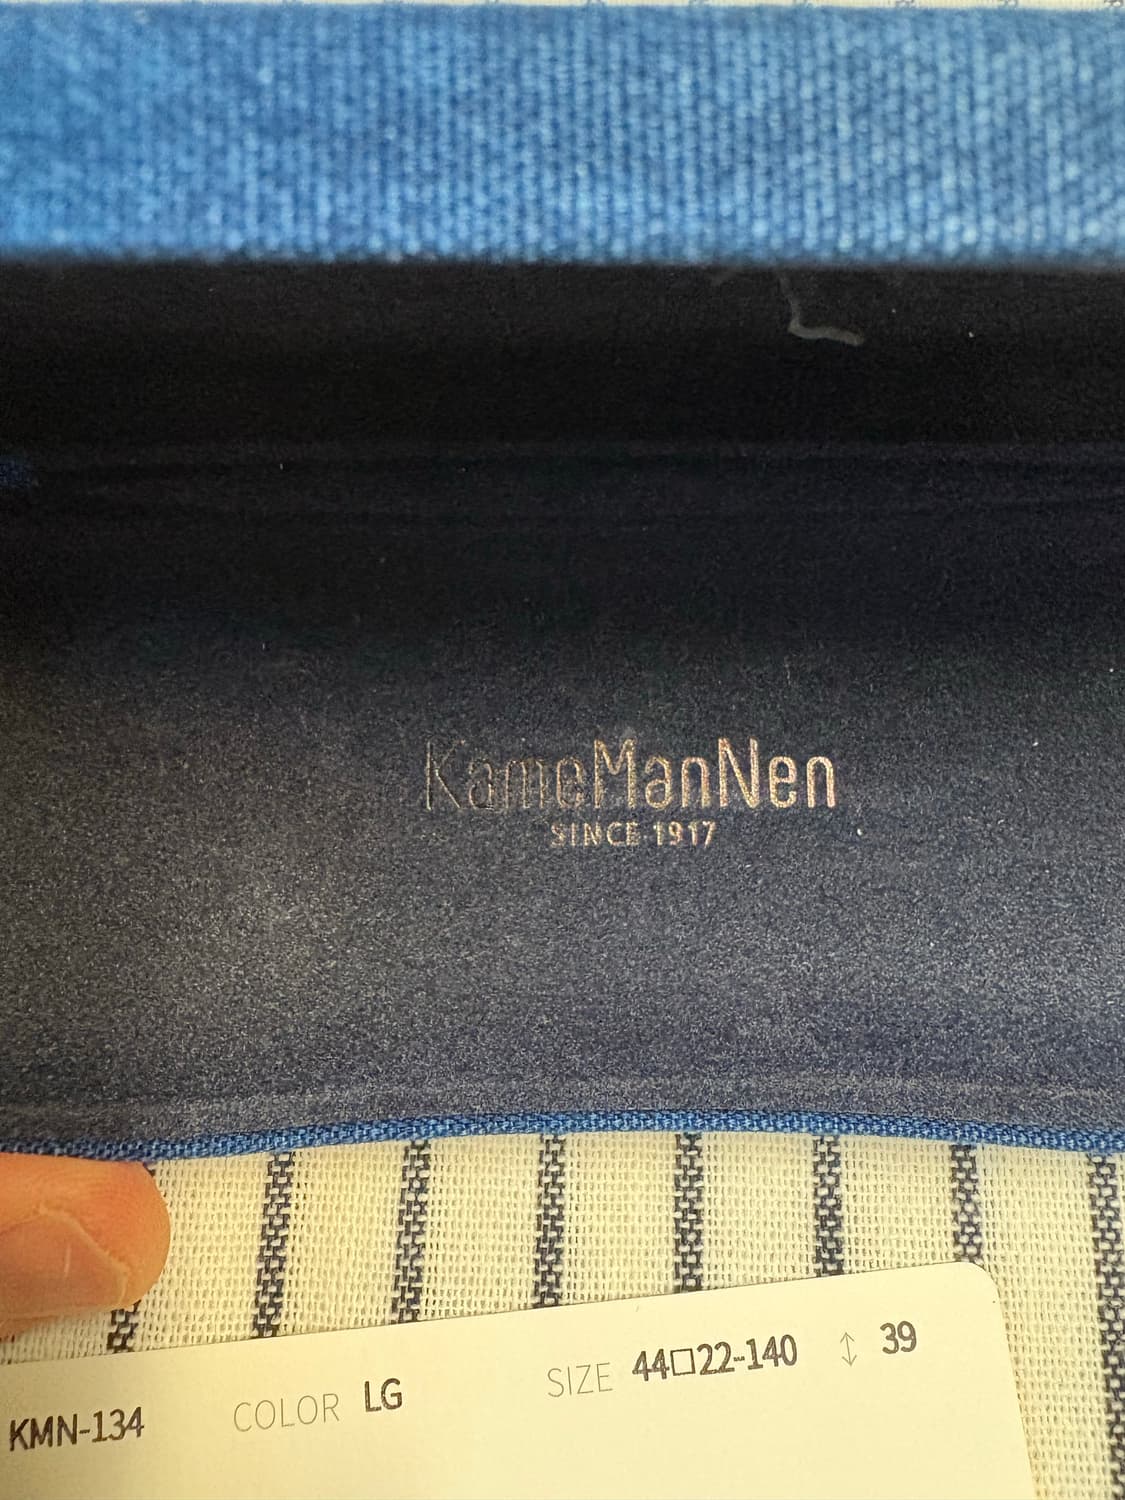 KameManNen
SINCE 1917
KMN-134 COLOR LG SIZE 44□22-140 ↕ 39